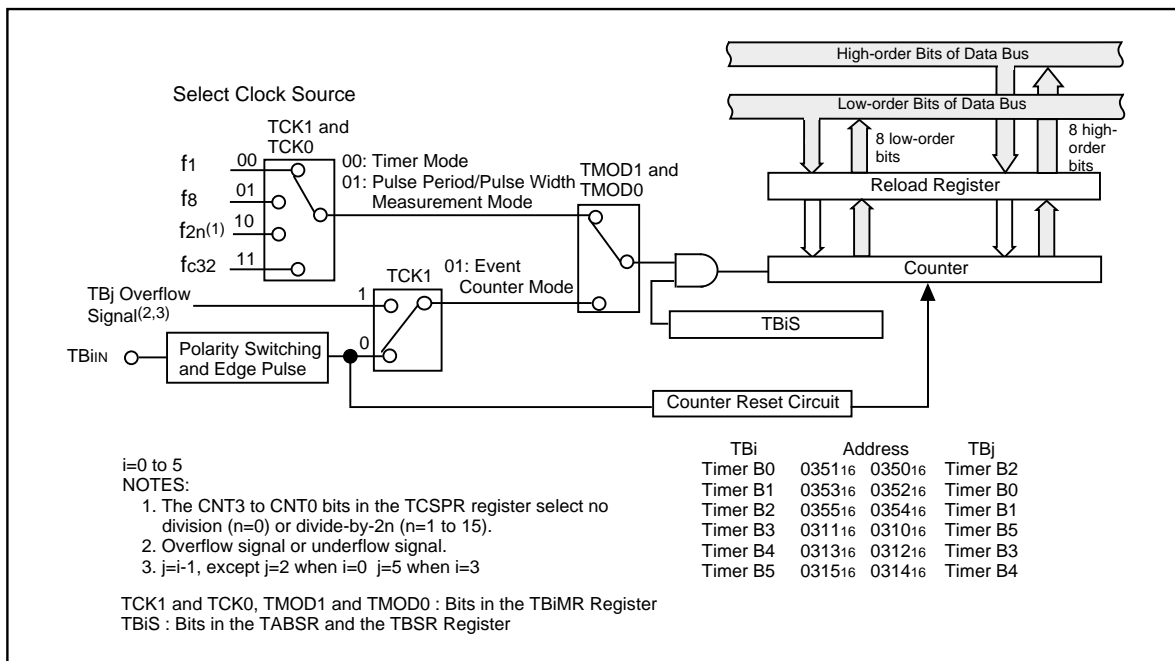 High-order Bits of Data Bus
Select Clock Source
Low-order Bits of Data Bus
TCK1 and
TCK0
8 low-order
bits
8 high-
order
bits
f1 00
f8 01
f2n(1) 10
fC32 11
00: Timer Mode
01: Pulse Period/Pulse Width
Measurement Mode
TMOD1 and
TMOD0
Reload Register
Counter
TCK1
01: Event
Counter Mode
TBj Overflow
Signal(2,3)
1
0
TBiS
TBiIN
Polarity Switching
and Edge Pulse
Counter Reset Circuit
TBi Address TBj
Timer B0 035116 035016 Timer B2
Timer B1 035316 035216 Timer B0
Timer B2 035516 035416 Timer B1
Timer B3 031116 031016 Timer B5
Timer B4 031316 031216 Timer B3
Timer B5 031516 031416 Timer B4
i=0 to 5
NOTES:
1. The CNT3 to CNT0 bits in the TCSPR register select no
division (n=0) or divide-by-2n (n=1 to 15).
2. Overflow signal or underflow signal.
3. j=i-1, except j=2 when i=0 j=5 when i=3
TCK1 and TCK0, TMOD1 and TMOD0 : Bits in the TBiMR Register
TBiS : Bits in the TABSR and the TBSR Register